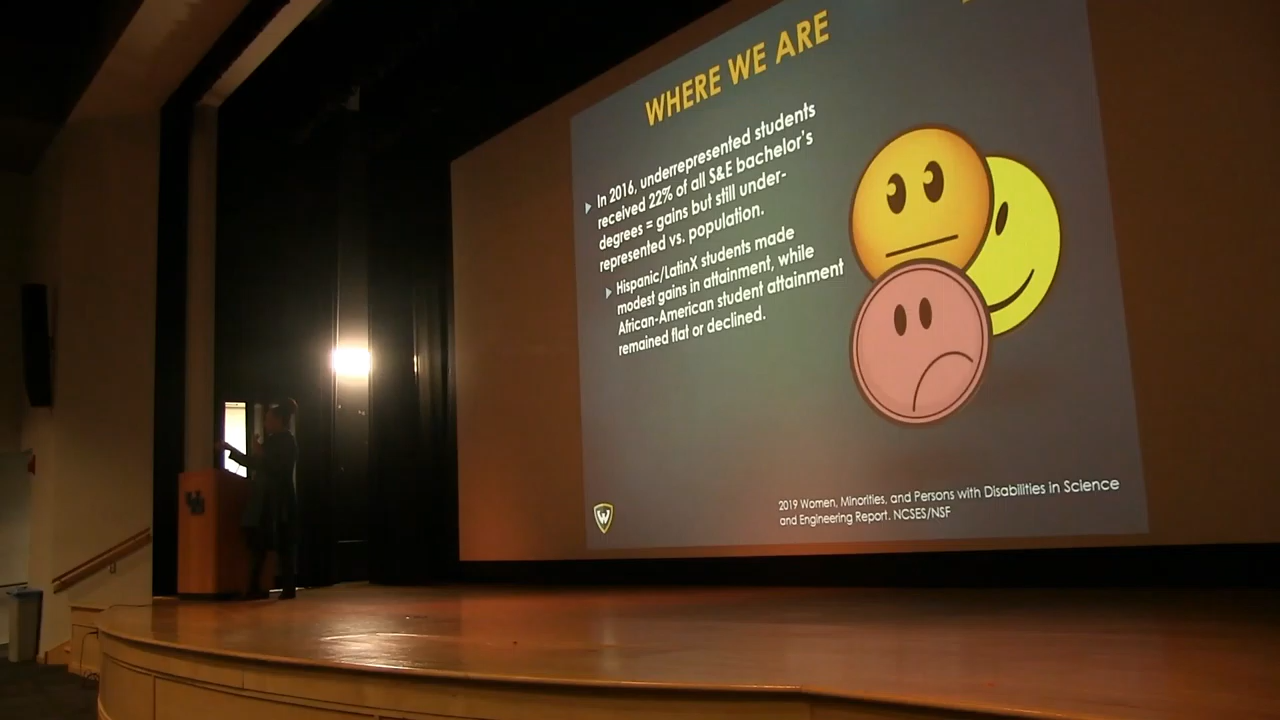 WHERE WE ARE
In 2016, underrepresented students
received 22% of all S&E bachelor's
degrees = gains but still under-
represented vs. population.
Hispanic/LatinX students made
modest gains in attainment, while
African-American student attainment
remained flat or declined.
2019 Women, Minorities, and Persons with Disabilities in Science
and Engineering Report. NCSES/NSF
W